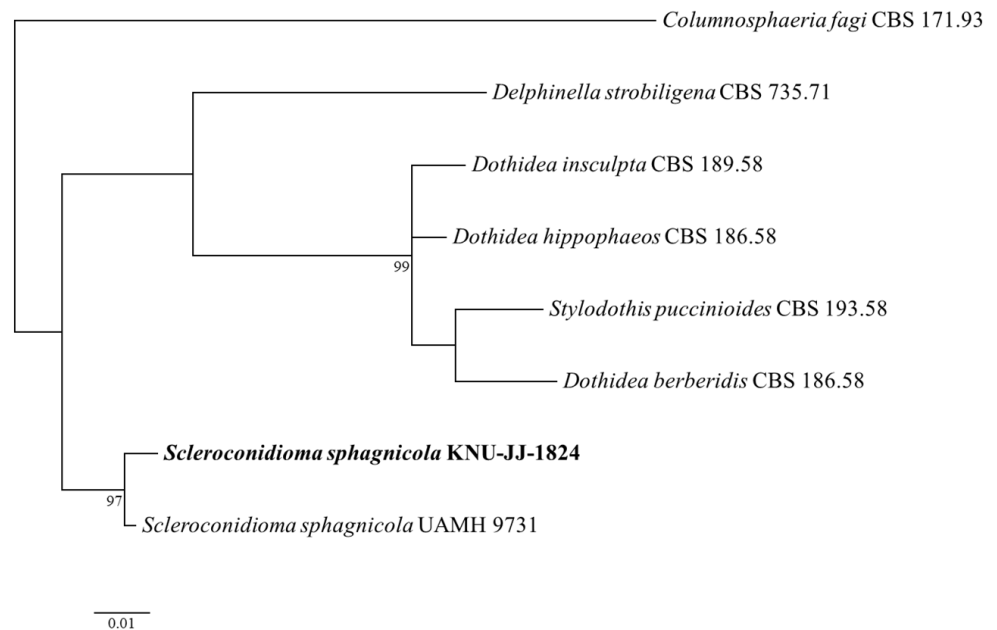 Columnosphaeria fagi CBS 171.93
Delphinella strobiligena CBS 735.71
Dothidea insculpta CBS 189.58
Dothidea hippophaeos CBS 186.58
99
Stylodothis puccinioides CBS 193.58
Dothidea berberidis CBS 186.58
Scleroconidioma sphagnicola KNU-JJ-1824
97
Scleroconidioma sphagnicola UAMH 9731
0.01